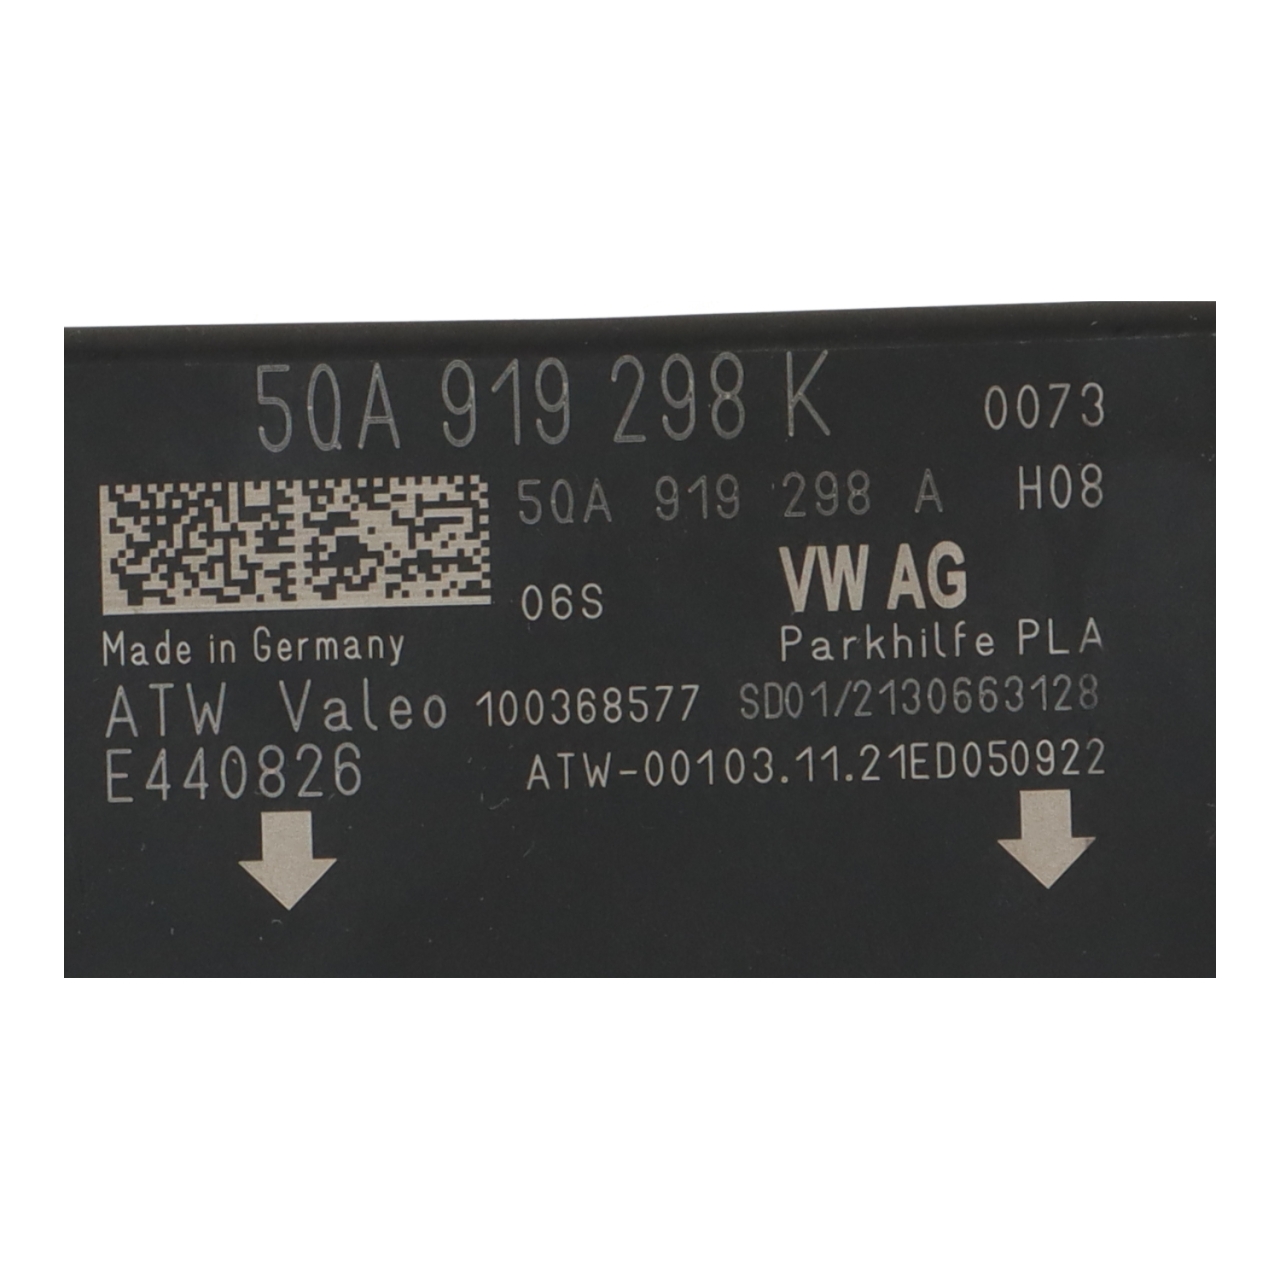 5QA 919 298 K 0073
5QA 919 298 A H08
06S VW AG
Made in Germany Parkhilfe PLA
ATW Valeo 100368577 SD01/2130663128
E440826 ATW-00103.11.21ED050922